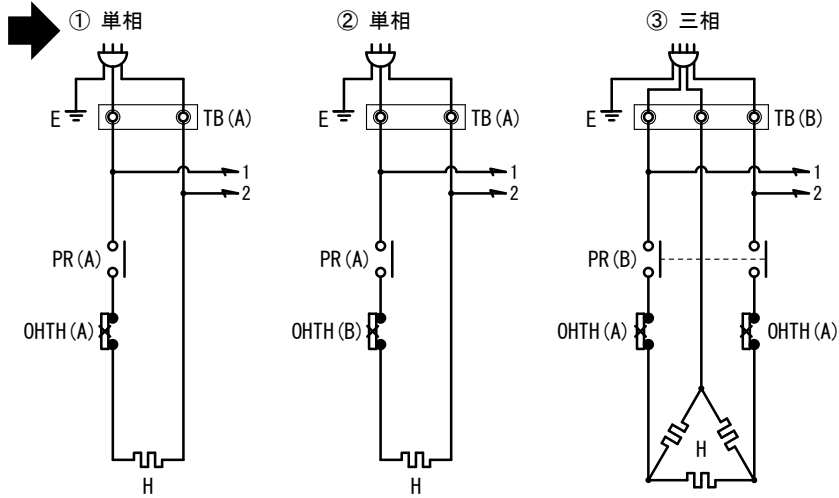 ① 単相
② 単相
③ 三相
E
TB(A)
E
TB(A)
E
TB(B)
1
2
1
2
1
2
PR(A)
PR(A)
PR(B)
OHTH(A)
OHTH(B)
OHTH(A)
OHTH(A)
H
H
H